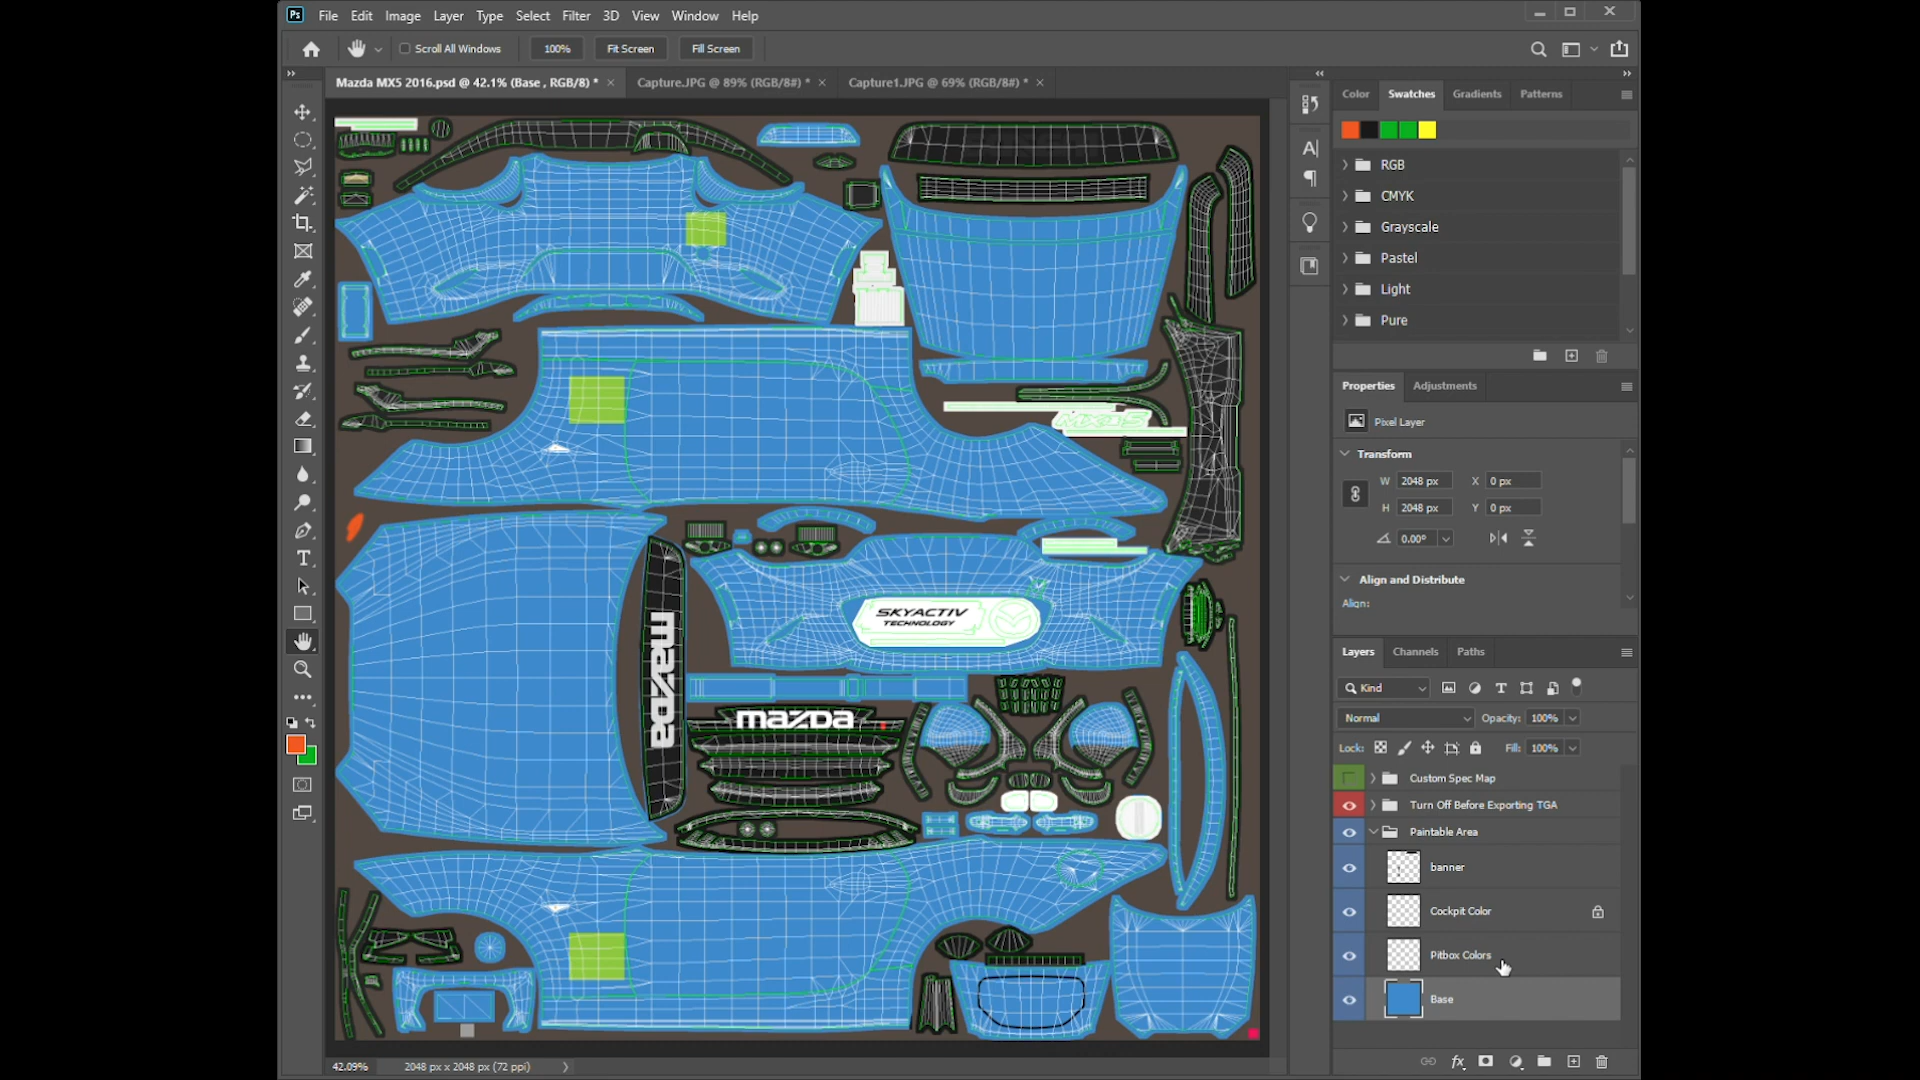 Ps File Edit Image Layer Type Select Filter 3D View Window Help
Scroll All Windows 100% Fit Screen Fill Screen
Mazda MX5 2016.psd @ 42.1% (Base , RGB/8) * × Capture.JPG @ 89% (RGB/8#) * × Capture1.JPG @ 69% (RGB/8#) * ×
Color Swatches Gradients Patterns
RGB
CMYK
Grayscale
Pastel
Light
Pure
Properties Adjustments
Pixel Layer
Transform
W 2048 px X 0 px
H 2048 px Y 0 px
0.00°
Align and Distribute
Align:
MX-5
SKYACTIV
TECHNOLOGY
mazda
mazda
Layers Channels Paths
Kind
Normal Opacity: 100%
Lock: Fill: 100%
Custom Spec Map
Turn Off Before Exporting TGA
Paintable Area
banner
Cockpit Color
Pitbox Colors
Base
42.09% 2048 px x 2048 px (72 ppi)